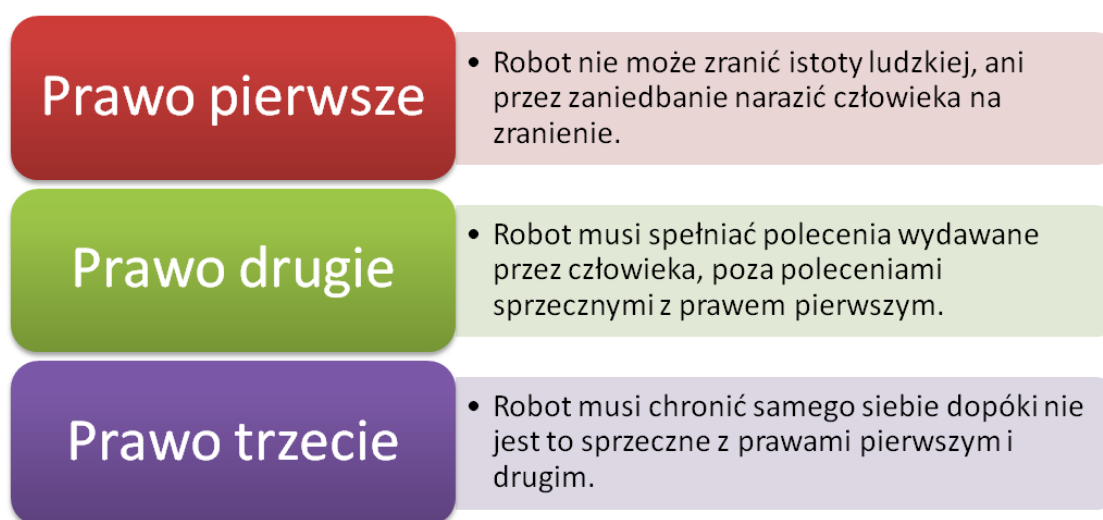 Prawo pierwsze
• Robot nie może zranić istoty ludzkiej, ani
przez zaniedbanie narazić człowieka na
zranienie.
Prawo drugie
• Robot musi spełniać polecenia wydawane
przez człowieka, poza poleceniami
sprzecznymi z prawem pierwszym.
Prawo trzecie
• Robot musi chronić samego siebie dopóki nie
jest to sprzeczne z prawami pierwszym i
drugim.